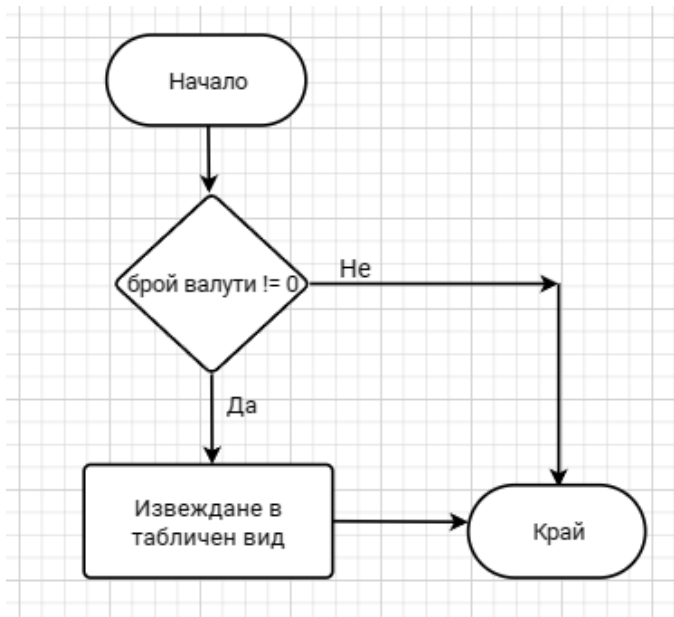 Начало
брой валути != 0
Не
Да
Извеждане в
табличен вид
Край